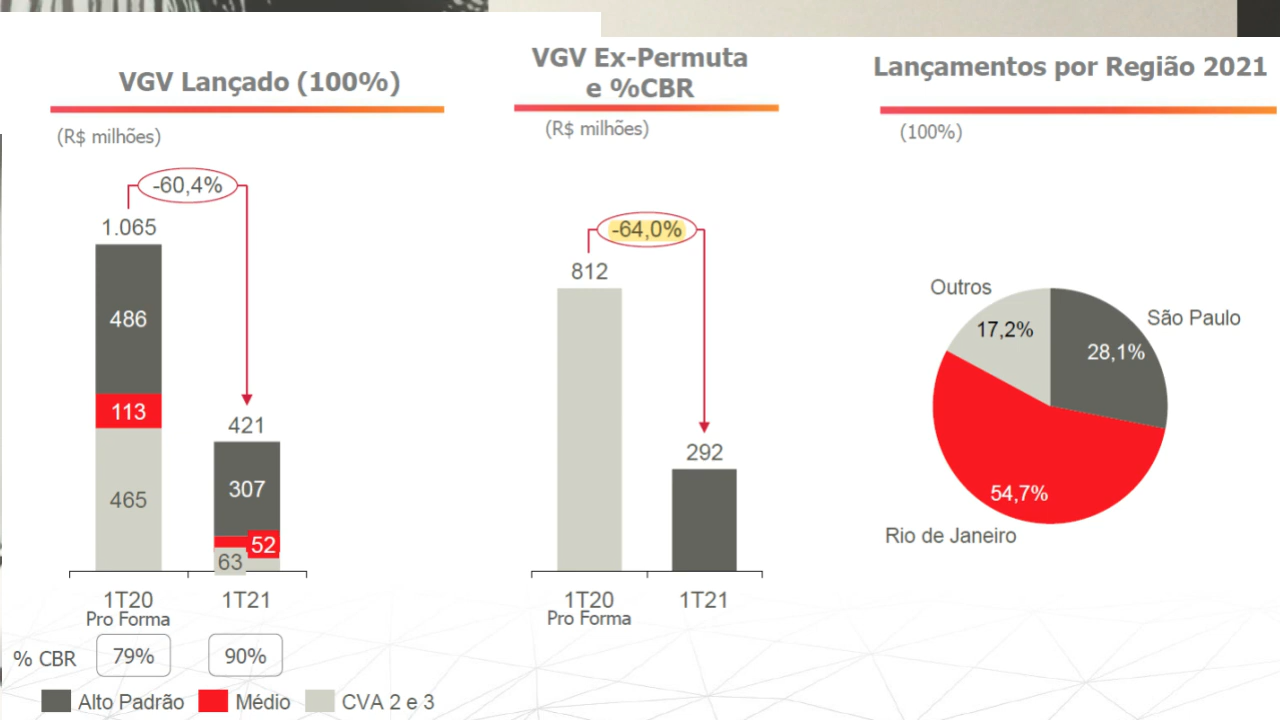 VGV Lançado (100%)
(R$ milhões)
-60,4%
1.065
486
113
465
421
307
52
63
1T20
Pro Forma
1T21
% CBR
79%
90%
Alto Padrão
Médio
CVA 2 e 3
VGV Ex-Permuta
e %CBR
(R$ milhões)
-64,0%
812
292
1T20
Pro Forma
1T21
Lançamentos por Região 2021
(100%)
Outros
17,2%
São Paulo
28,1%
54,7%
Rio de Janeiro